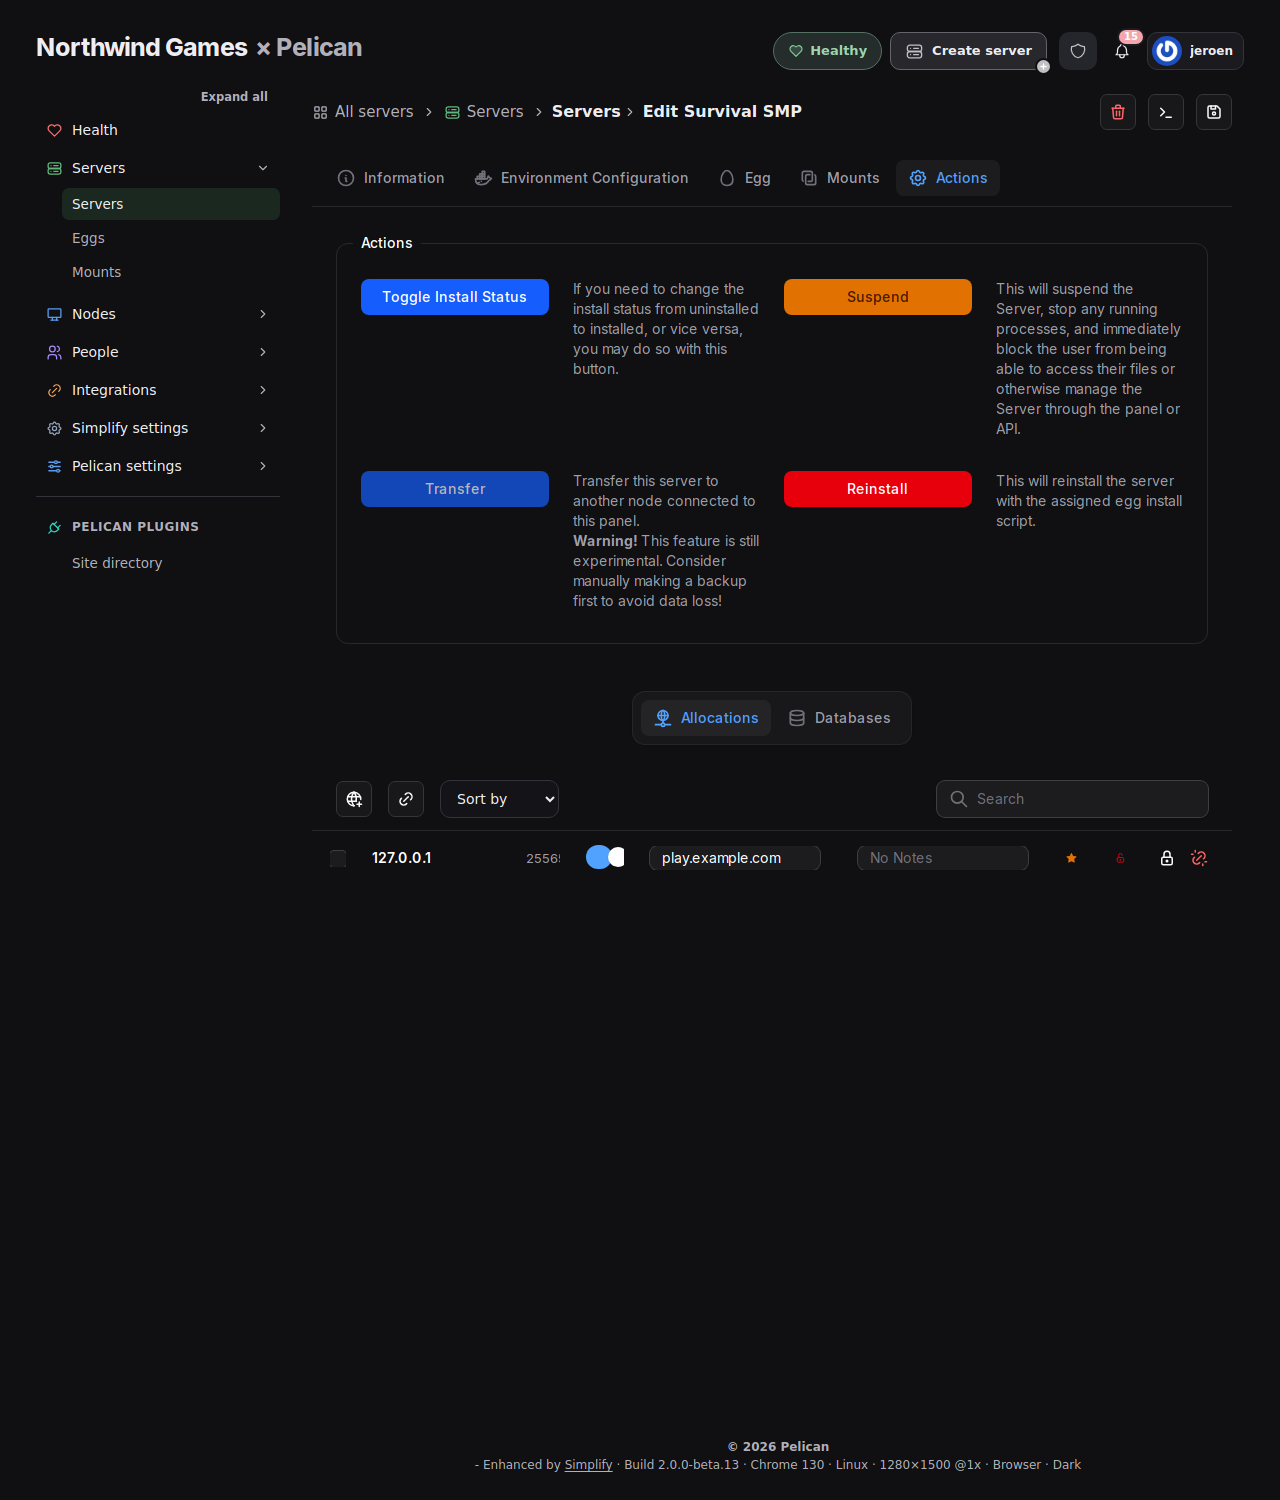 Northwind Games × Pelican
Healthy
Create server
15
jeroen
Expand all
All servers > Servers > Servers > Edit Survival SMP
Health
Servers
Servers
Eggs
Mounts
Nodes
People
Integrations
Simplify settings
Pelican settings
PELICAN PLUGINS
Site directory
Information
Environment Configuration
Egg
Mounts
Actions
Actions
Toggle Install Status
If you need to change the
install status from uninstalled
to installed, or vice versa,
you may do so with this
button.
Suspend
This will suspend the
Server, stop any running
processes, and immediately
block the user from being
able to access their files or
otherwise manage the
Server through the panel or
API.
Transfer
Transfer this server to
another node connected to
this panel.
Warning! This feature is still
experimental. Consider
manually making a backup
first to avoid data loss!
Reinstall
This will reinstall the server
with the assigned egg install
script.
Allocations
Databases
Sort by
Search
127.0.0.1
play.example.com
No Notes
© 2026 Pelican
- Enhanced by Simplify · Build 2.0.0-beta.13 · Chrome 130 · Linux · 1280×1500 @1x · Browser · Dark